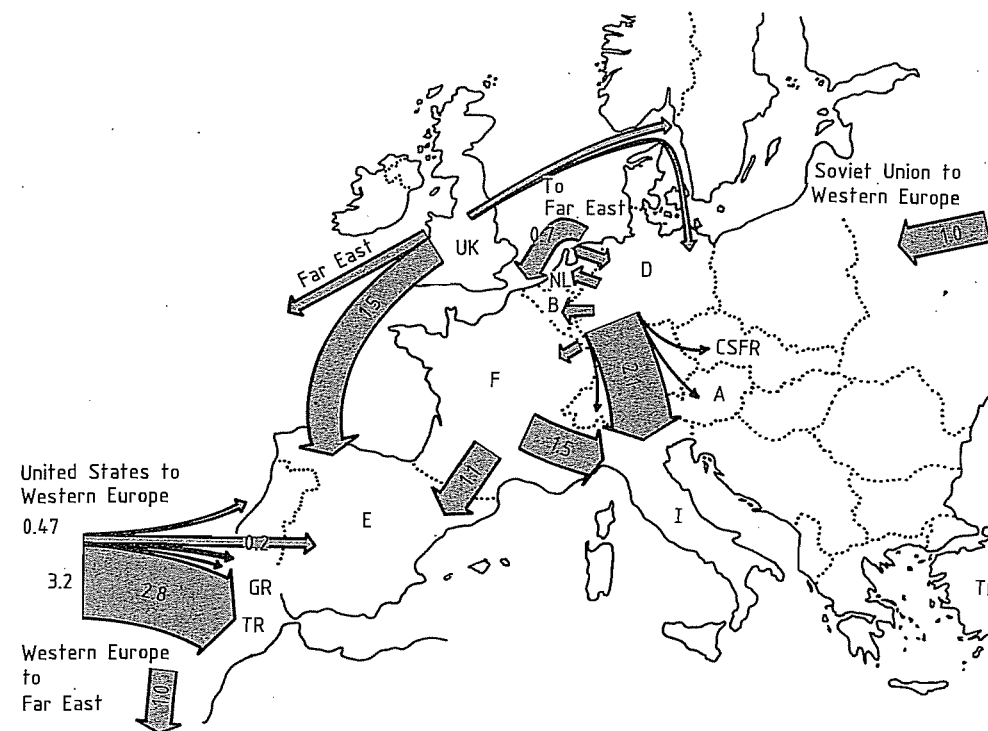 Soviet Union to
Western Europe
1.0
To
Far East
0.7
UK
Far East
1.5
NL
D
B
CSFR
A
F
2.1
1.5
1.1
United States to
Western Europe
0.47
E
I
0.2
3.2
2.8
GR
TR
Western Europe
to
Far East
1.0